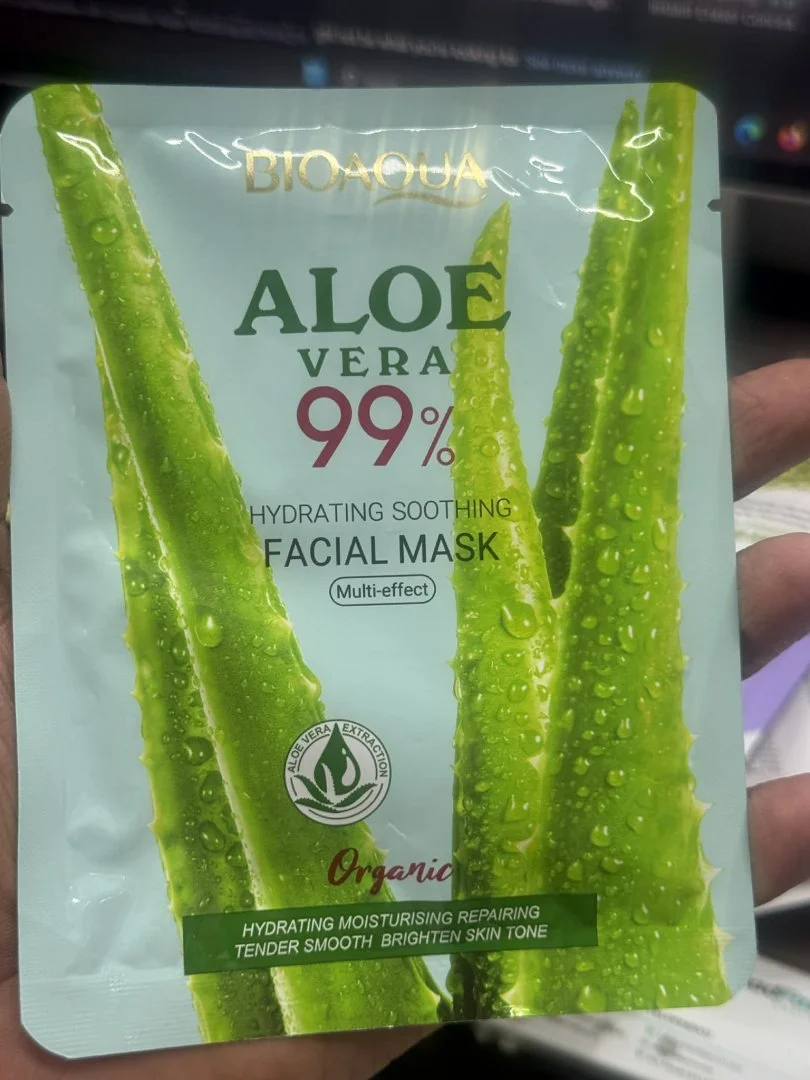 BIOAQUA
ALOE
VERA
99%
HYDRATING SOOTHING
FACIAL MASK
Multi-effect
ALOE VERA EXTRACTION
Organic
HYDRATING MOISTURISING REPAIRING
TENDER SMOOTH BRIGHTEN SKIN TONE